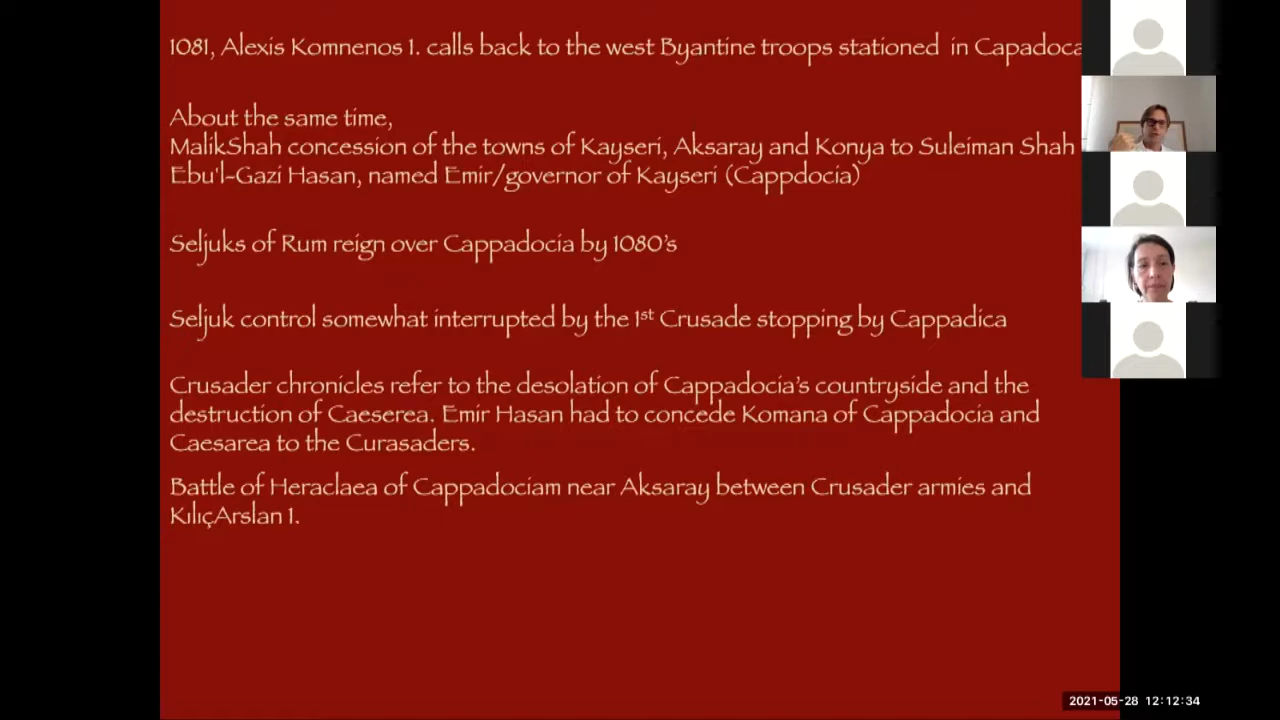 1081, Alexis Komnenos 1. calls back to the west Byantine troops stationed in Capadoca
About the same time,
MalikShah concession of the towns of Kayseri, Aksaray and Konya to Suleiman Shah
Ebu'l-Gazi Hasan, named Emir/governor of Kayseri (Cappdocia)
Seljuks of Rum reign over Cappadocia by 1080's
Seljuk control somewhat interrupted by the 1st Crusade stopping by Cappadica
Crusader chronicles refer to the desolation of Cappadocia's countryside and the
destruction of Caeserea. Emir Hasan had to concede Komana of Cappadocia and
Caesarea to the Curasaders.
Battle of Heraclaea of Cappadociam near Aksaray between Crusader armies and
KılıçArslan 1.
2021-05-28 12:12:34